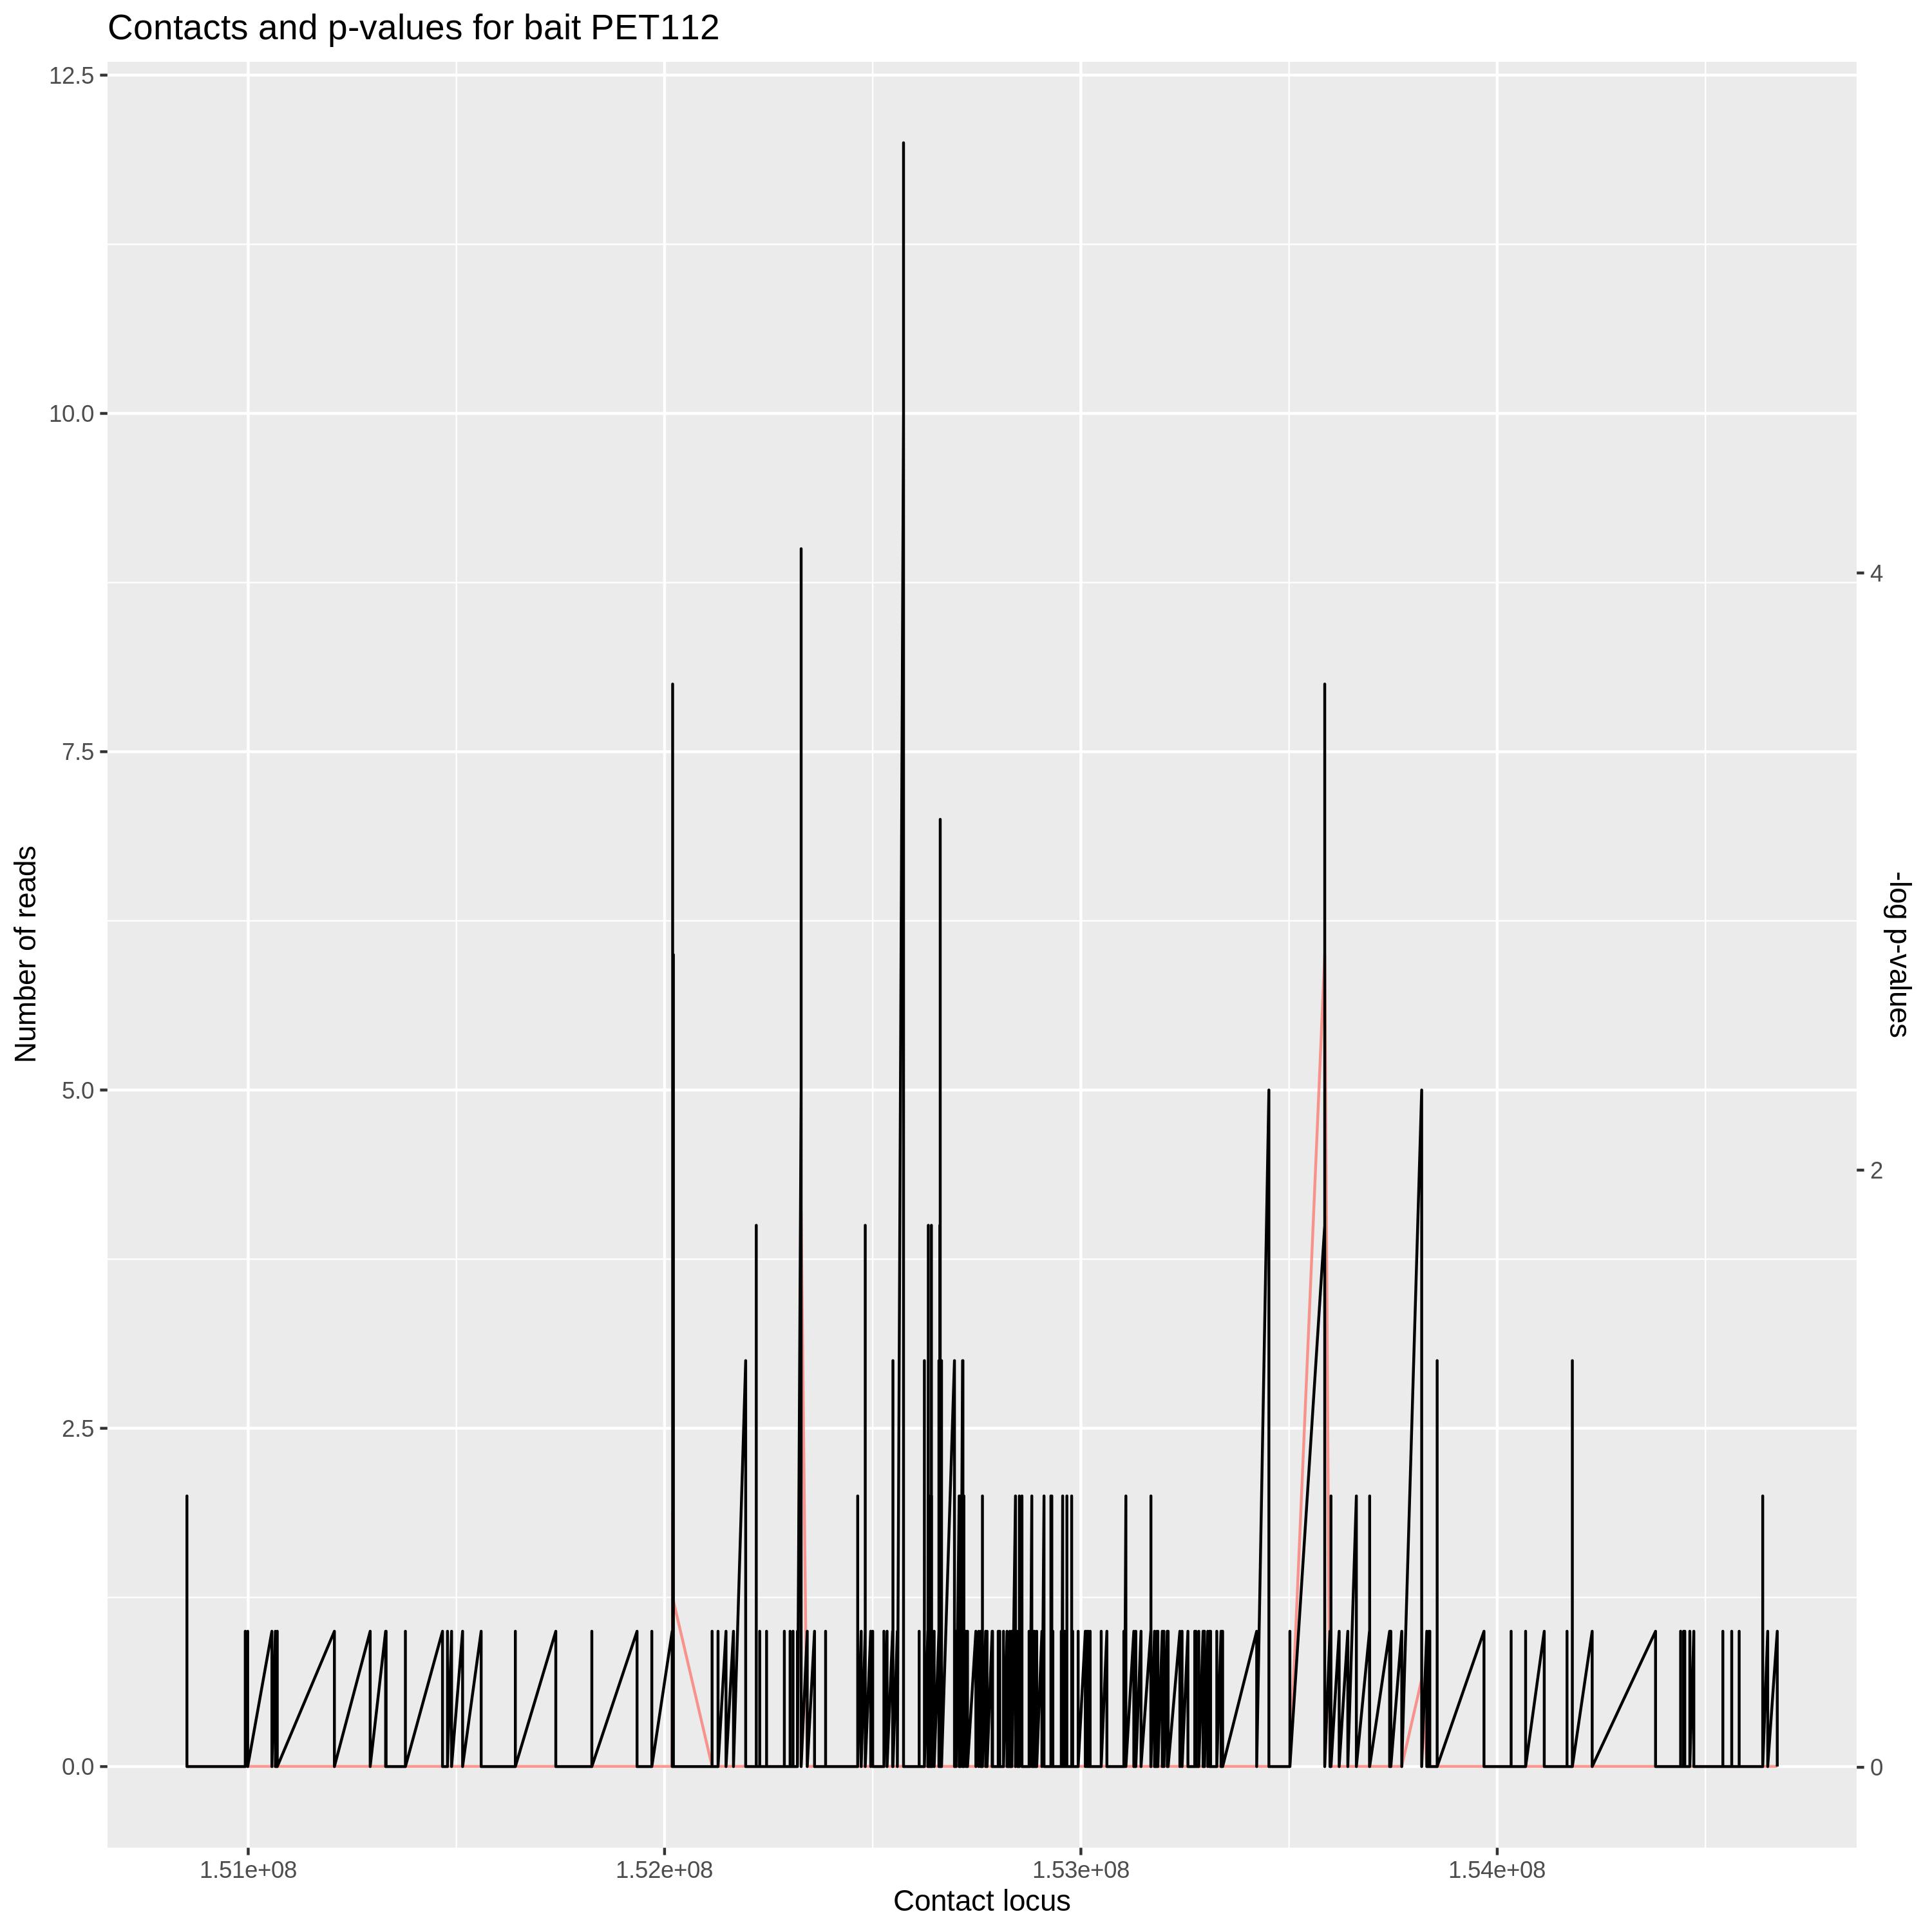 Contacts and p-values for bait PET112
12.5
10.0
7.5
5.0
2.5
0.0
Number of reads
4
2
0
-log p-values
1.51e+08
1.52e+08
1.53e+08
1.54e+08
Contact locus